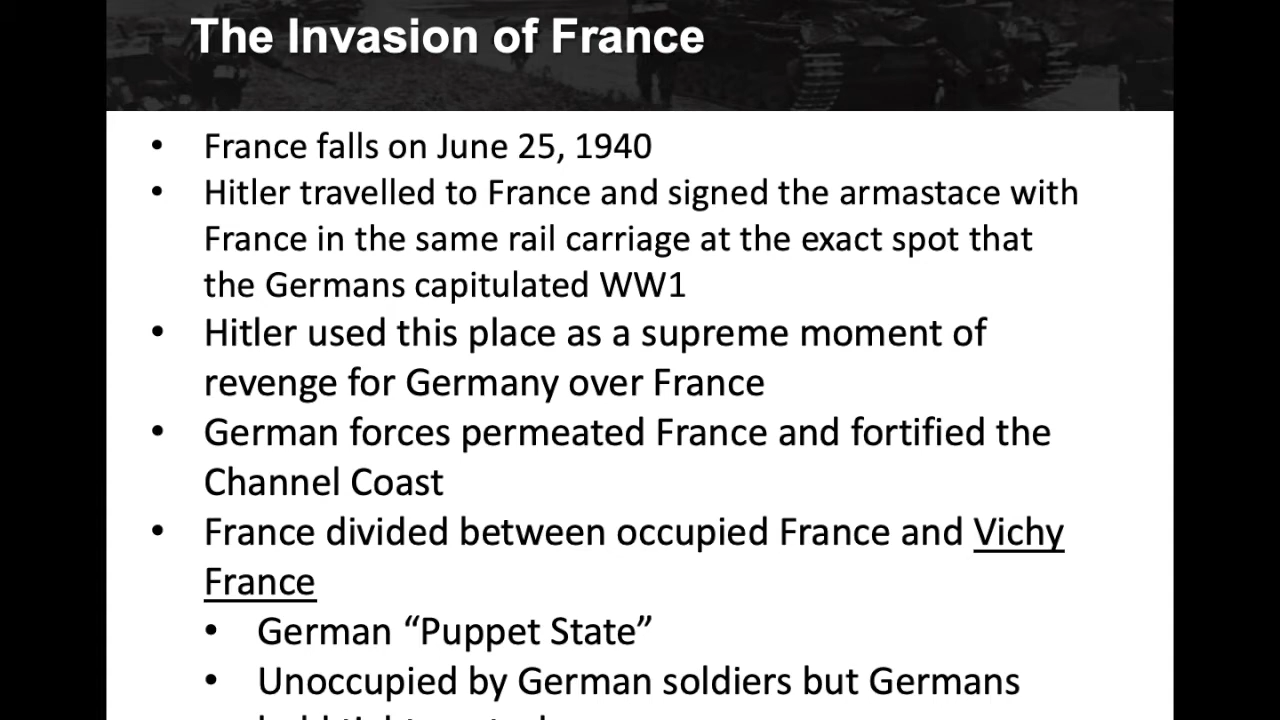 The Invasion of France
• France falls on June 25, 1940
• Hitler travelled to France and signed the armastace with
France in the same rail carriage at the exact spot that
the Germans capitulated WW1
• Hitler used this place as a supreme moment of
revenge for Germany over France
• German forces permeated France and fortified the
Channel Coast
• France divided between occupied France and Vichy
France
• German “Puppet State”
• Unoccupied by German soldiers but Germans